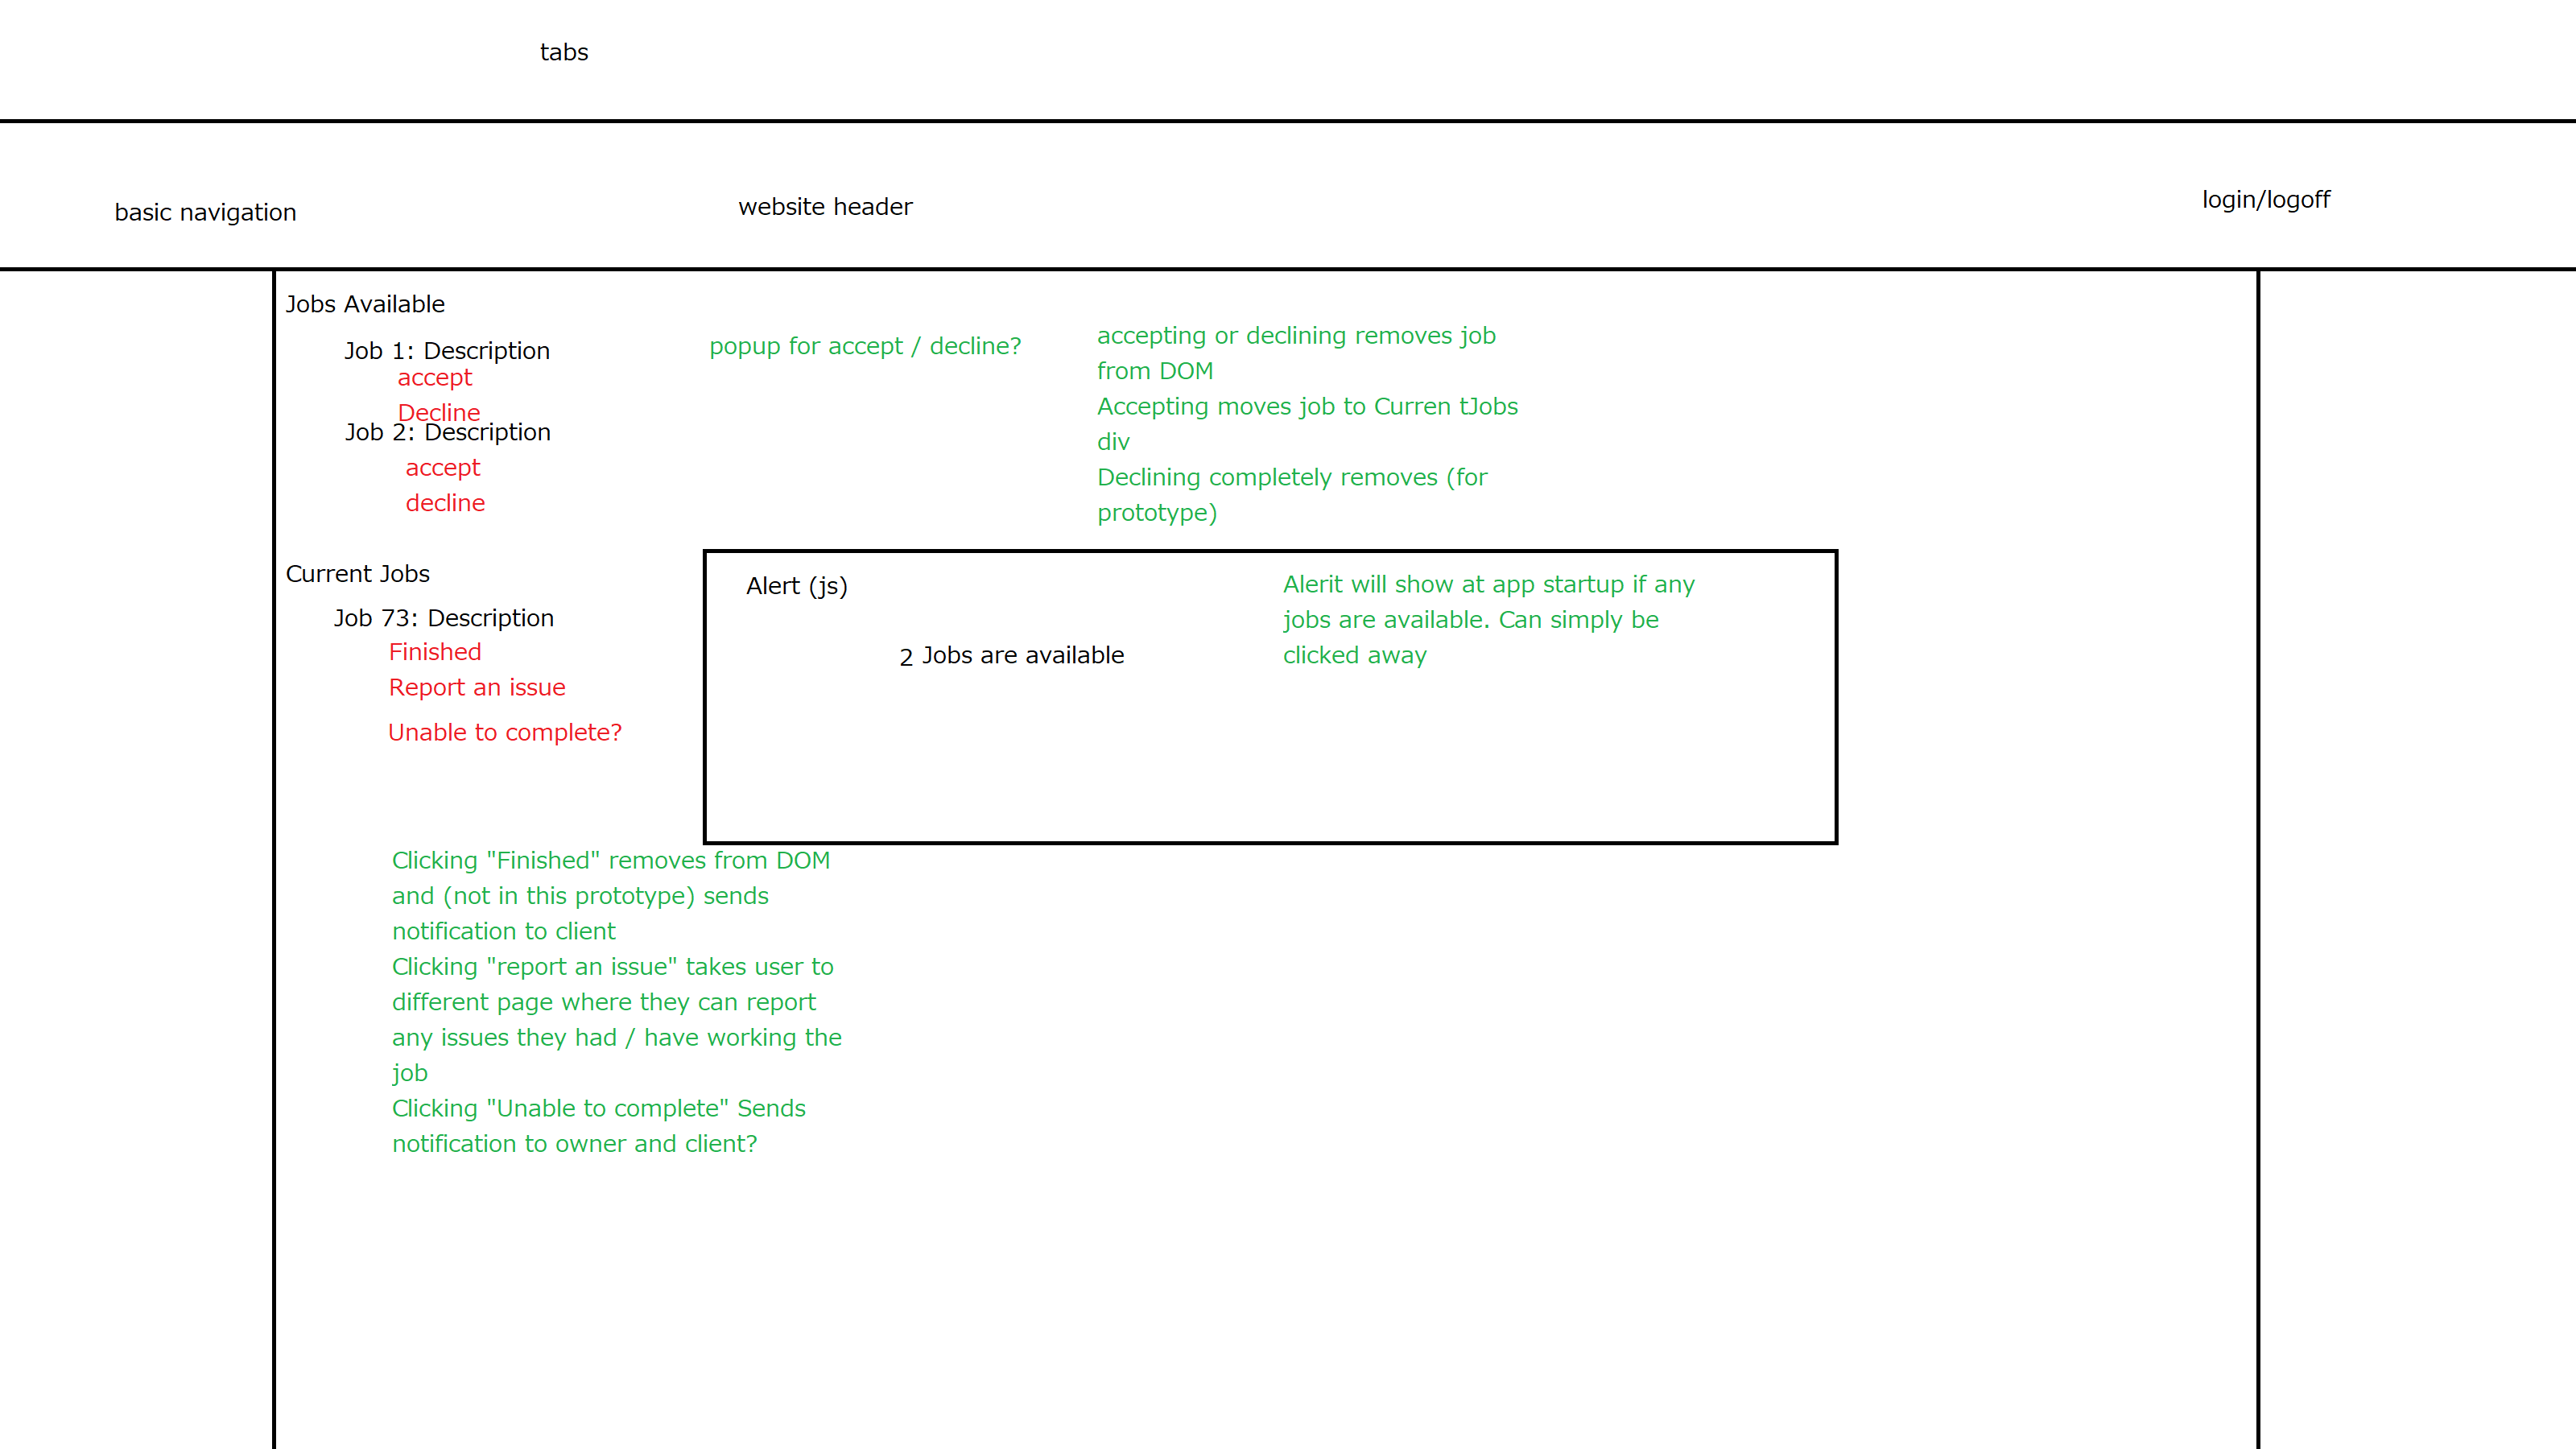 tabs
basic navigation
website header
login/logoff
Jobs Available
Job 1: Description
accept
Decline
Job 2: Description
accept
decline
popup for accept / decline?
accepting or declining removes job
from DOM
Accepting moves job to Curren tJobs
div
Declining completely removes (for
prototype)
Current Jobs
Job 73: Description
Finished
Report an issue
Unable to complete?
Alert (js)
2 Jobs are available
Alerit will show at app startup if any
jobs are available. Can simply be
clicked away
Clicking "Finished" removes from DOM
and (not in this prototype) sends
notification to client
Clicking "report an issue" takes user to
different page where they can report
any issues they had / have working the
job
Clicking "Unable to complete" Sends
notification to owner and client?